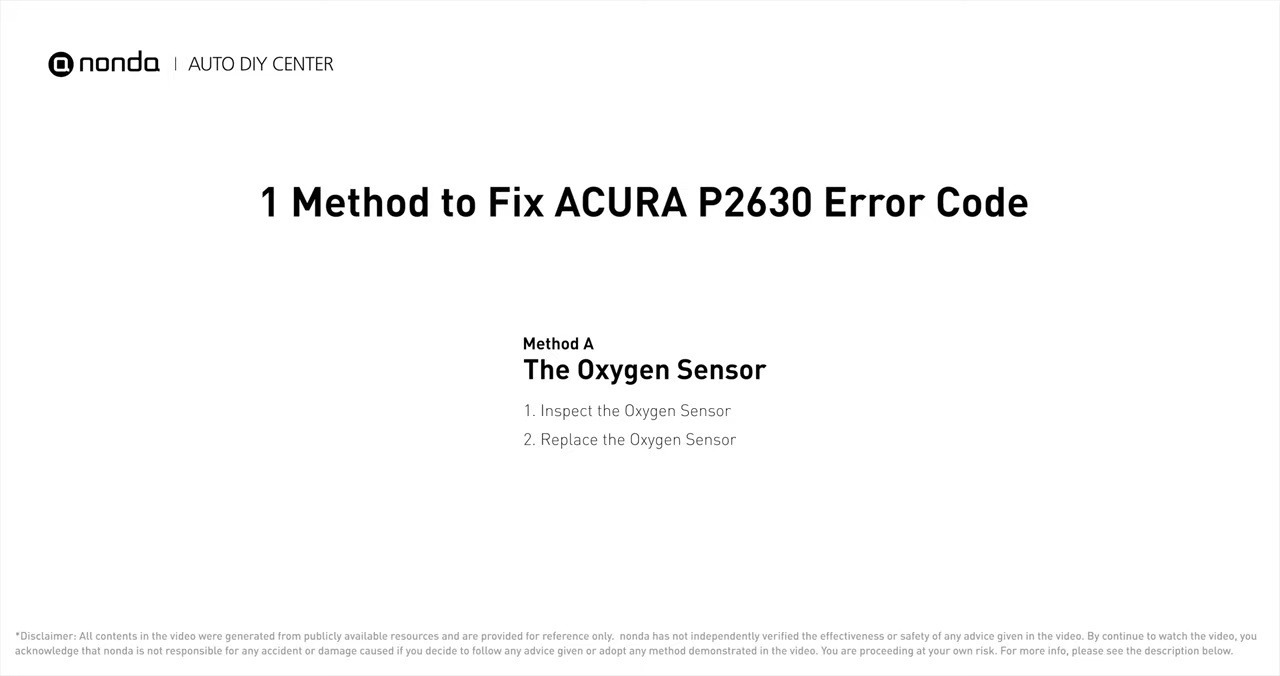 nonda | AUTO DIY CENTER
1 Method to Fix ACURA P2630 Error Code
Method A
The Oxygen Sensor
1. Inspect the Oxygen Sensor
2. Replace the Oxygen Sensor
*Disclaimer: All contents in the video were generated from publicly available resources and are provided for reference only. nonda has not independently verified the effectiveness or safety of any advice given in the video. By continue to watch the video, you
acknowledge that nonda is not responsible for any accident or damage caused if you decide to follow any advice given or adopt any method demonstrated in the video. You are proceeding at your own risk. For more info, please see the description below.